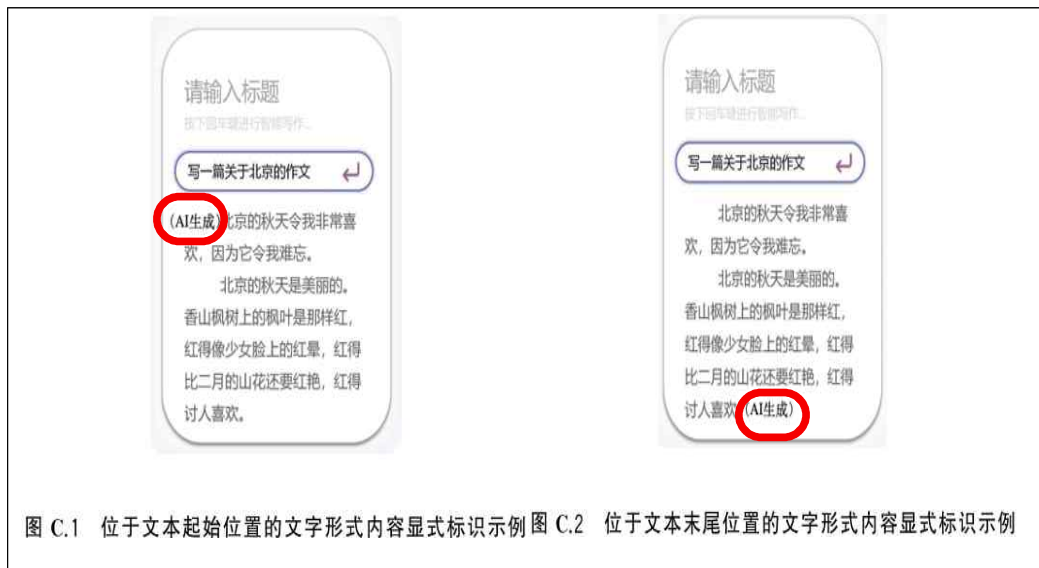 请输入标题
按下回车键进行智能写作...
写一篇关于北京的作文
（AI生成）北京的秋天令我非常喜
欢，因为它令我难忘。
北京的秋天是美丽的。
香山枫树上的枫叶是那样红，
红得像少女脸上的红晕，红得
比二月的山花还要红艳，红得
讨人喜欢。
图 C.1 位于文本起始位置的文字形式内容显式标识示例
请输入标题
按下回车键进行智能写作...
写一篇关于北京的作文
北京的秋天令我非常喜
欢，因为它令我难忘。
北京的秋天是美丽的。
香山枫树上的枫叶是那样红，
红得像少女脸上的红晕，红得
比二月的山花还要红艳，红得
讨人喜欢（AI生成）
图 C.2 位于文本末尾位置的文字形式内容显式标识示例